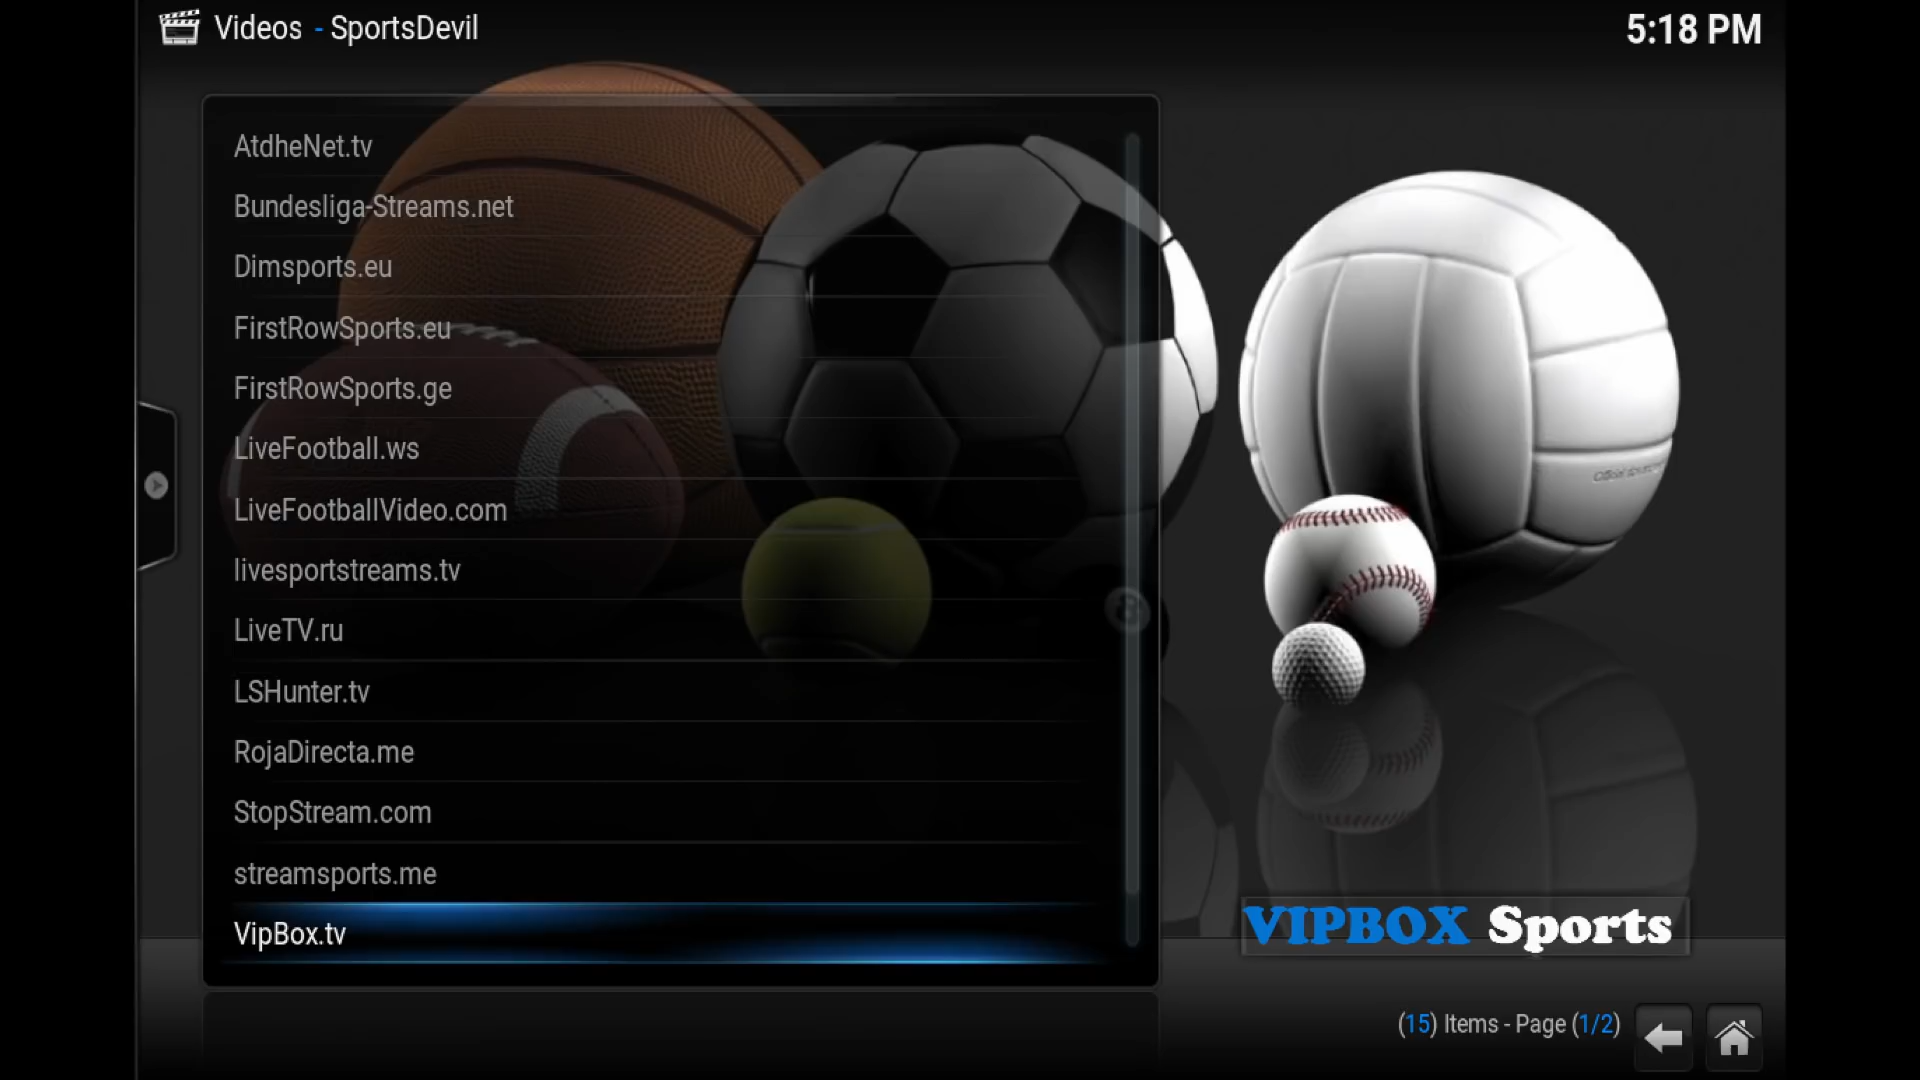 Videos - SportsDevil
5:18 PM
AtdheNet.tv
Bundesliga-Streams.net
Dimsports.eu
FirstRowSports.eu
FirstRowSports.ge
LiveFootball.ws
LiveFootballVideo.com
livesportstreams.tv
LiveTV.ru
LSHunter.tv
RojaDirecta.me
StopStream.com
streamsports.me
VipBox.tv
8
VIPBOX Sports
(15) Items - Page (1/2)